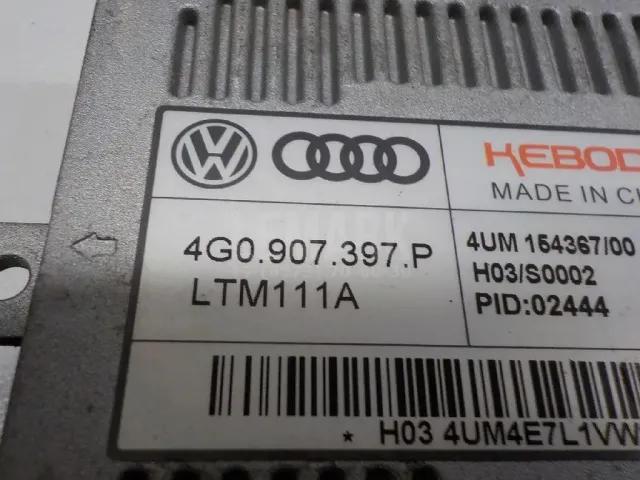 KEBOD
MADE IN C
4G0.907.397.P
LTM111A
4UM 154367/00
H03/S0002
PID:02444
* H03 4UM4E7L1VW